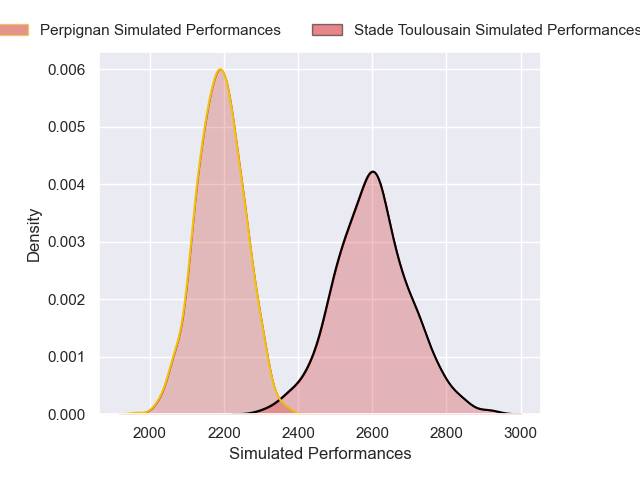 Perpignan Simulated Performances
Stade Toulousain Simulated Performances
0.006
0.005
0.004
0.003
0.002
0.001
0.000
Density
2000 2200 2400 2600 2800 3000
Simulated Performances